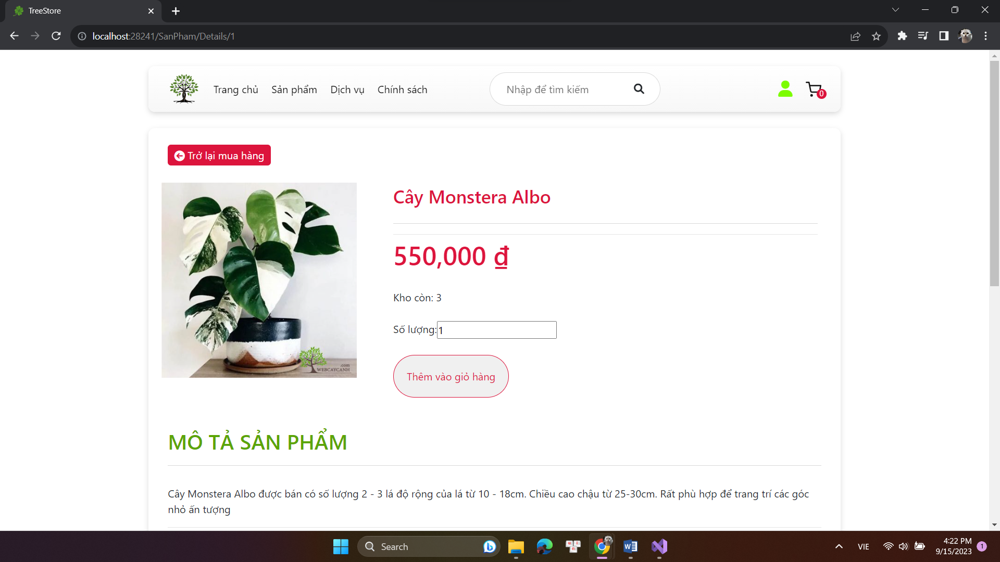 TreeStore
localhost:28241/SanPham/Details/1
Trang chủ
Sản phẩm
Dịch vụ
Chính sách
Nhập để tìm kiếm
0
Trở lại mua hàng
Cây Monstera Albo
550,000 ₫
Kho còn: 3
Số lượng: 1
Thêm vào giỏ hàng
.com
WEBCAYCANH
MÔ TẢ SẢN PHẨM
Cây Monstera Albo được bán có số lượng 2 - 3 lá độ rộng của lá từ 10 - 18cm. Chiều cao chậu từ 25-30cm. Rất phù hợp để trang trí các góc
nhỏ ấn tượng
Search
VIE
4:22 PM
9/15/2023
1